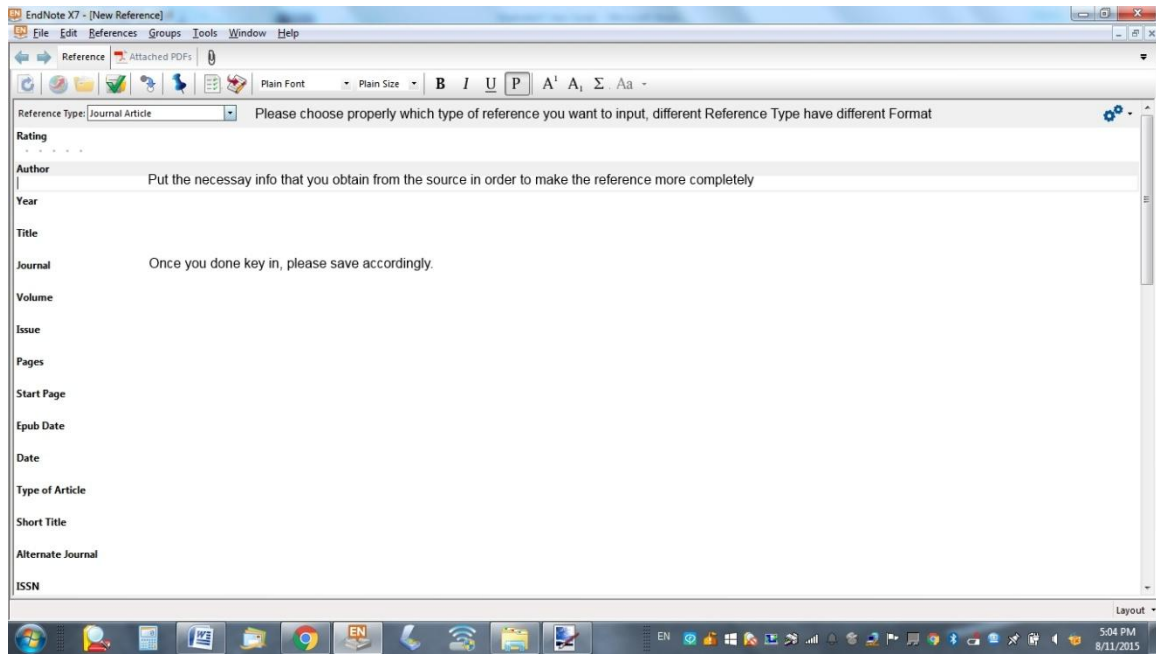 EndNote X7 - [New Reference]
File Edit References Groups Tools Window Help
Reference Attached PDFs
Plain Font Plain Size B I U P A¹ A₁ Σ Aa
Reference Type: Journal Article Please choose properly which type of reference you want to input, different Reference Type have different Format
Rating
Author
Put the necessay info that you obtain from the source in order to make the reference more completely
Year
Title
Journal Once you done key in, please save accordingly.
Volume
Issue
Pages
Start Page
Epub Date
Date
Type of Article
Short Title
Alternate Journal
ISSN
Layout
EN 5:04 PM
8/11/2015